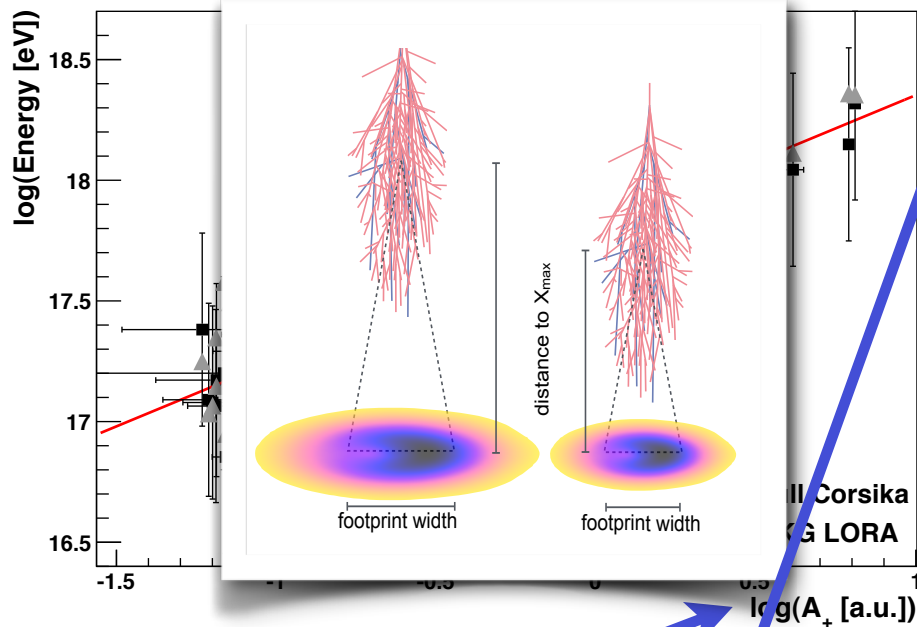 log(Energy [eV])
18.5
18
17.5
17
16.5
distance to Xmax
footprint width
footprint width
Corsika
LORA
-1.5
-1
-0.5
0
0.5
1
log(A+ [a.u.])